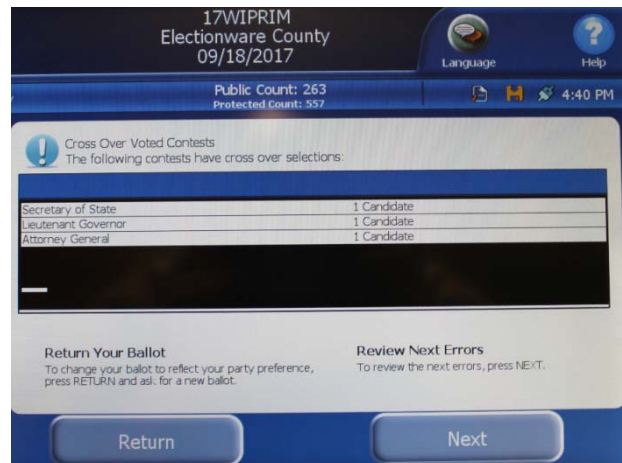 17WIPRIM
Electionware County
09/18/2017
Language
Help
Public Count: 263
Protected Count: 557
4:40 PM
Cross Over Voted Contests
The following contests have cross over selections:
Secretary of State 1 Candidate
Lieutenant Governor 1 Candidate
Attorney General 1 Candidate
Return Your Ballot
To change your ballot to reflect your party preference,
press RETURN and ask for a new ballot.
Review Next Errors
To review the next errors, press NEXT.
Return
Next